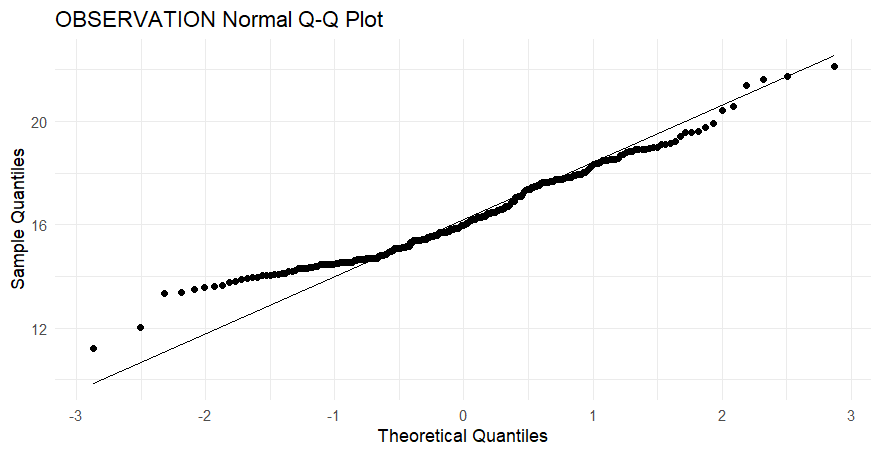 OBSERVATION Normal Q-Q Plot
20
16
12
Sample Quantiles
-3 -2 -1 0 1 2 3
Theoretical Quantiles